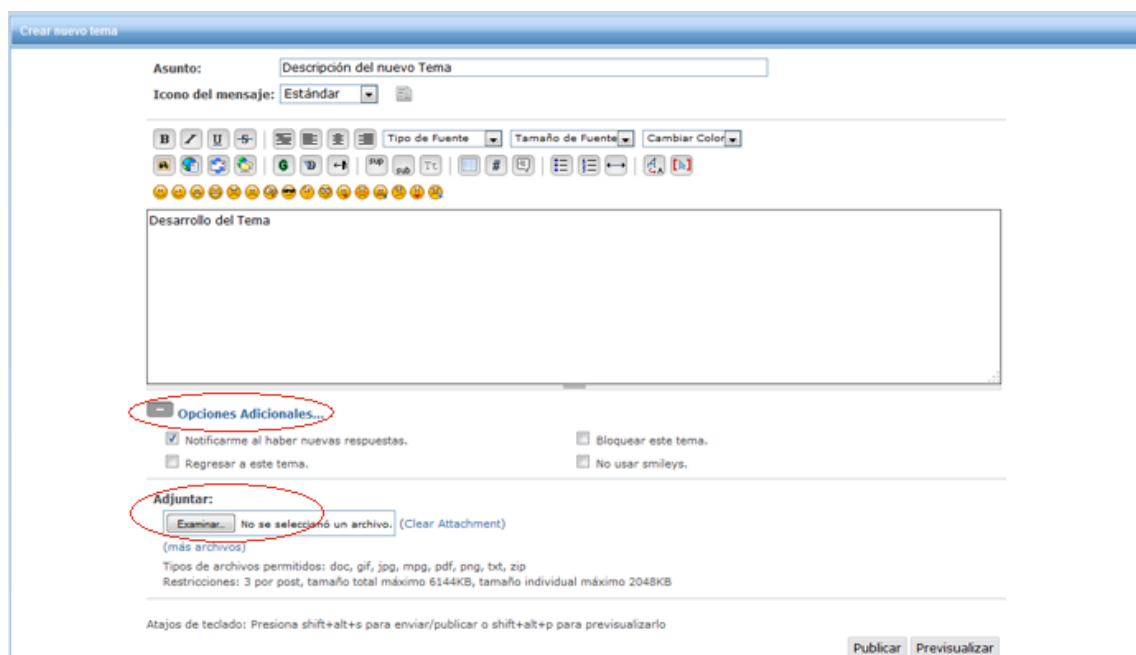 Crear nuevo tema
Asunto: Descripción del nuevo Tema
Icono del mensaje: Estándar
B I U S Tipo de Fuente Tamaño de Fuente Cambiar Color
G sup sub Tt #
Desarrollo del Tema
Opciones Adicionales...
Notificarme al haber nuevas respuestas. Bloquear este tema.
Regresar a este tema. No usar smileys.
Adjuntar:
Examinar... No se seleccionó un archivo. (Clear Attachment)
(más archivos)
Tipos de archivos permitidos: doc, gif, jpg, mpg, pdf, png, txt, zip
Restricciones: 3 por post, tamaño total máximo 6144KB, tamaño individual máximo 2048KB
Atajos de teclado: Presiona shift+alt+s para enviar/publicar o shift+alt+p para previsualizarlo
Publicar Previsualizar